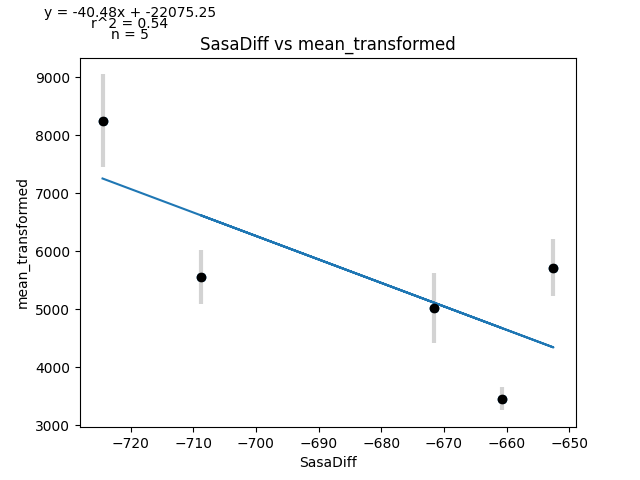 y = -40.48x + -22075.25
r^2 = 0.54
n = 5
SasaDiff vs mean_transformed
mean_transformed
9000
8000
7000
6000
5000
4000
3000
−720
−710
−700
−690
−680
−670
−660
−650
SasaDiff